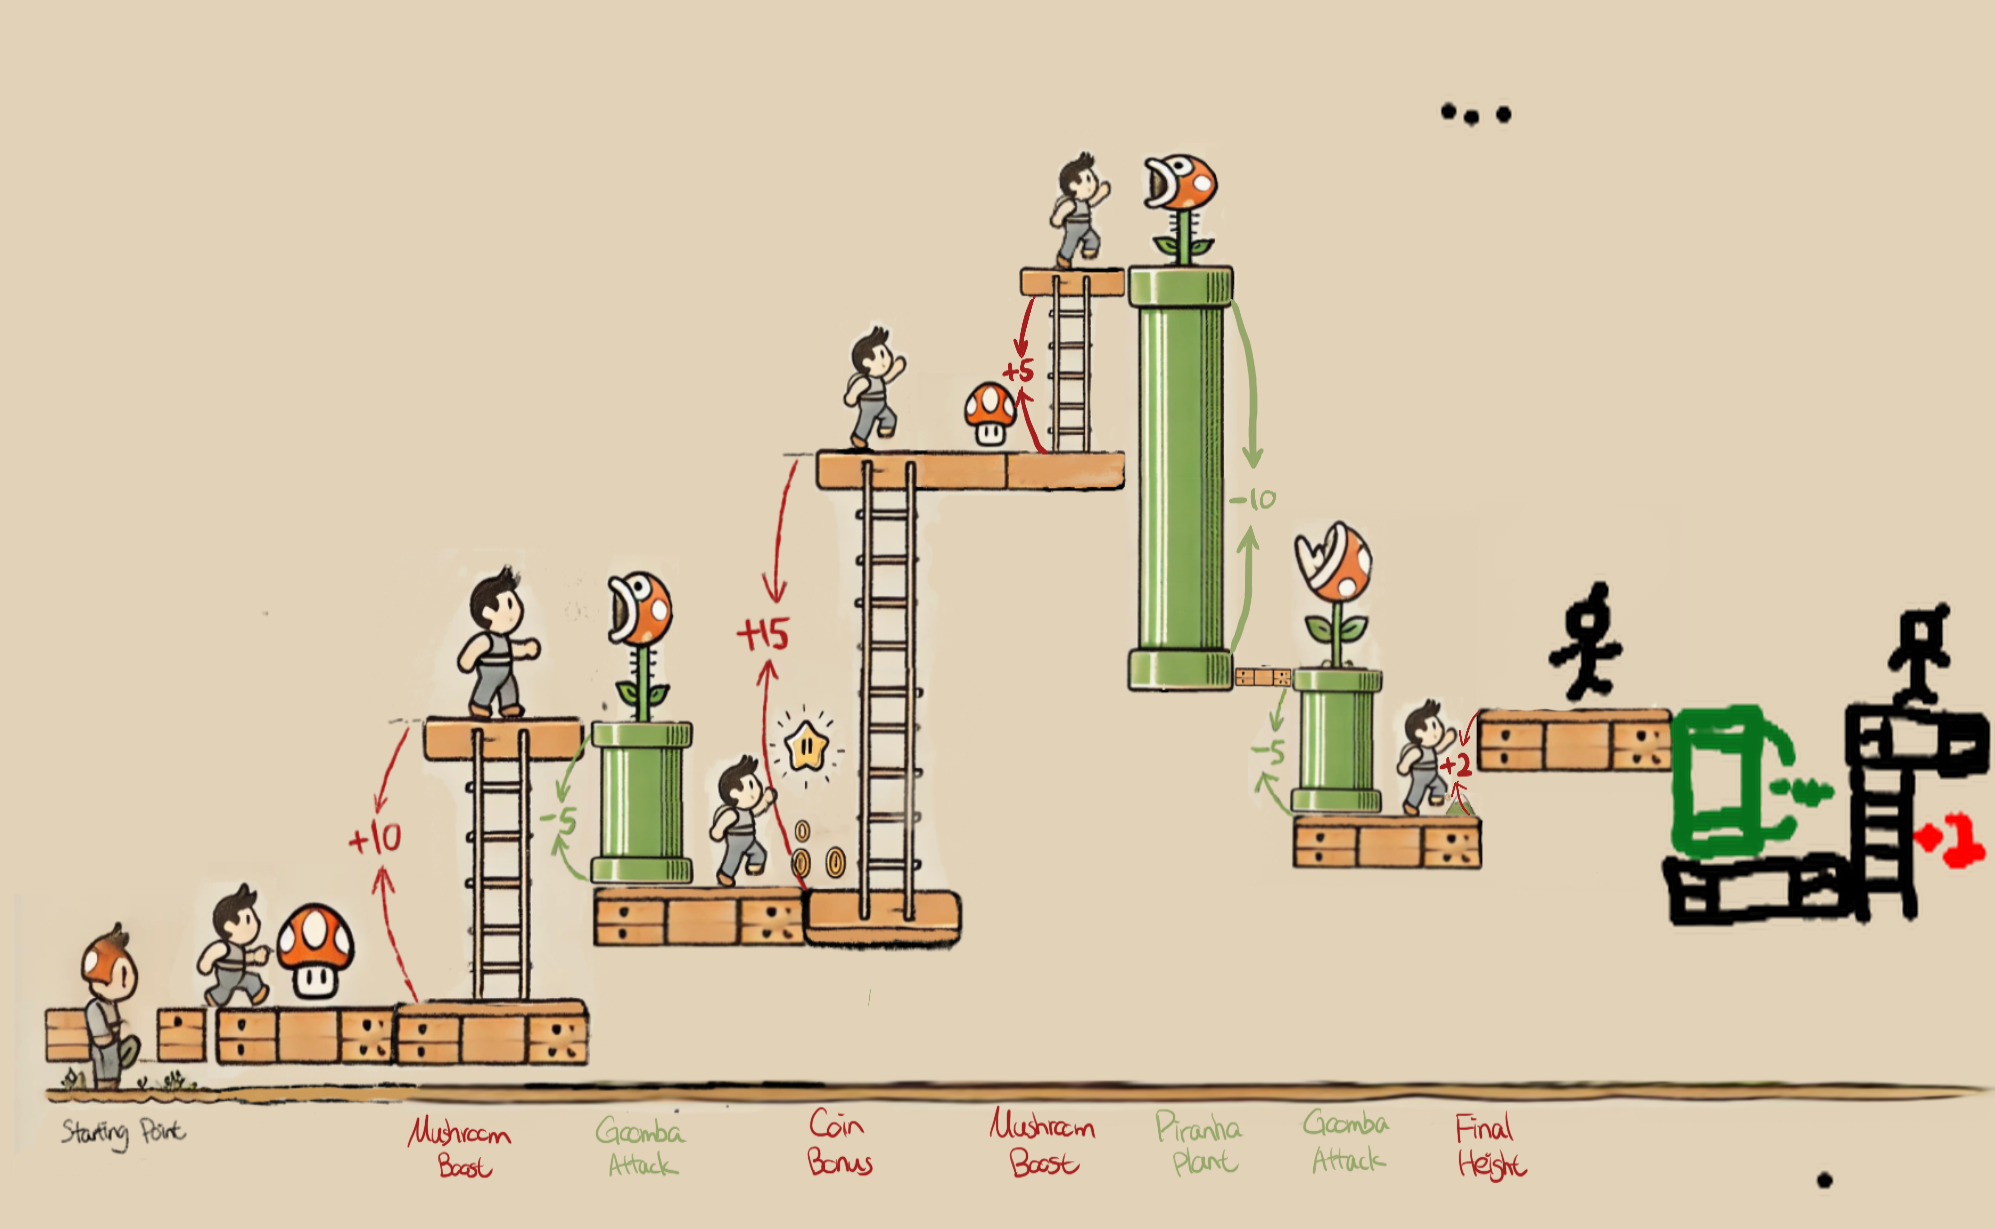 +5
-10
+15
-5
+2
+10
-5
+1
Starting Point
Mushroom
Boost
Goomba
Attack
Coin
Bonus
Mushroom
Boost
Piranha
Plant
Goomba
Attack
Final
Height